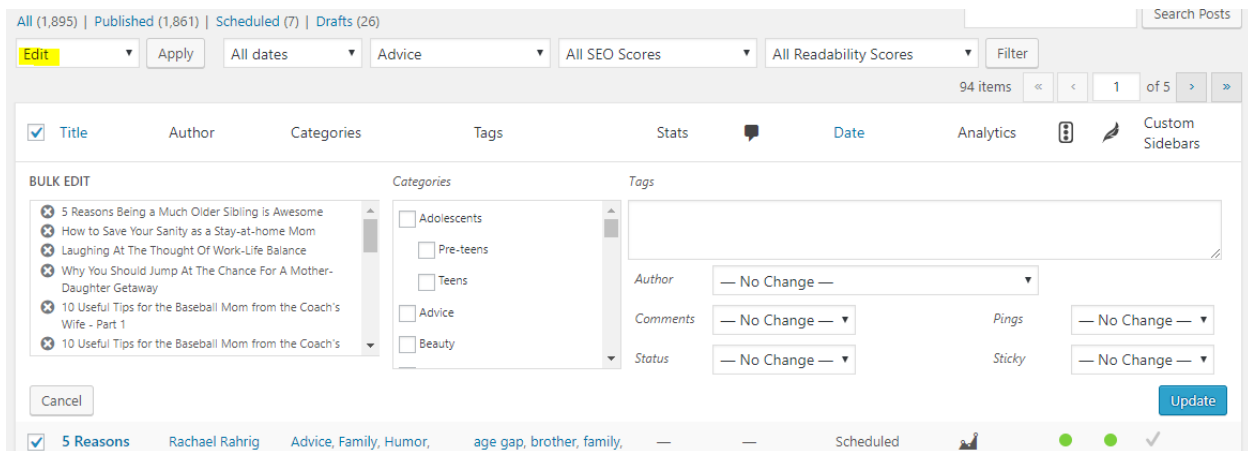 All (1,895) | Published (1,861) | Scheduled (7) | Drafts (26)
Search Posts
Edit Apply All dates Advice All SEO Scores All Readability Scores Filter
94 items « ‹ 1 of 5 › »
Title Author Categories Tags Stats Date Analytics Custom
Sidebars
BULK EDIT Categories Tags
5 Reasons Being a Much Older Sibling is Awesome
How to Save Your Sanity as a Stay-at-home Mom
Laughing At The Thought Of Work-Life Balance
Why You Should Jump At The Chance For A Mother-
Daughter Getaway
10 Useful Tips for the Baseball Mom from the Coach's
Wife - Part 1
10 Useful Tips for the Baseball Mom from the Coach's
Adolescents
Pre-teens
Teens
Advice
Beauty
Author — No Change —
Comments — No Change — Pings — No Change —
Status — No Change — Sticky — No Change —
Cancel Update
5 Reasons Rachael Rahrig Advice, Family, Humor, age gap, brother, family, — — Scheduled